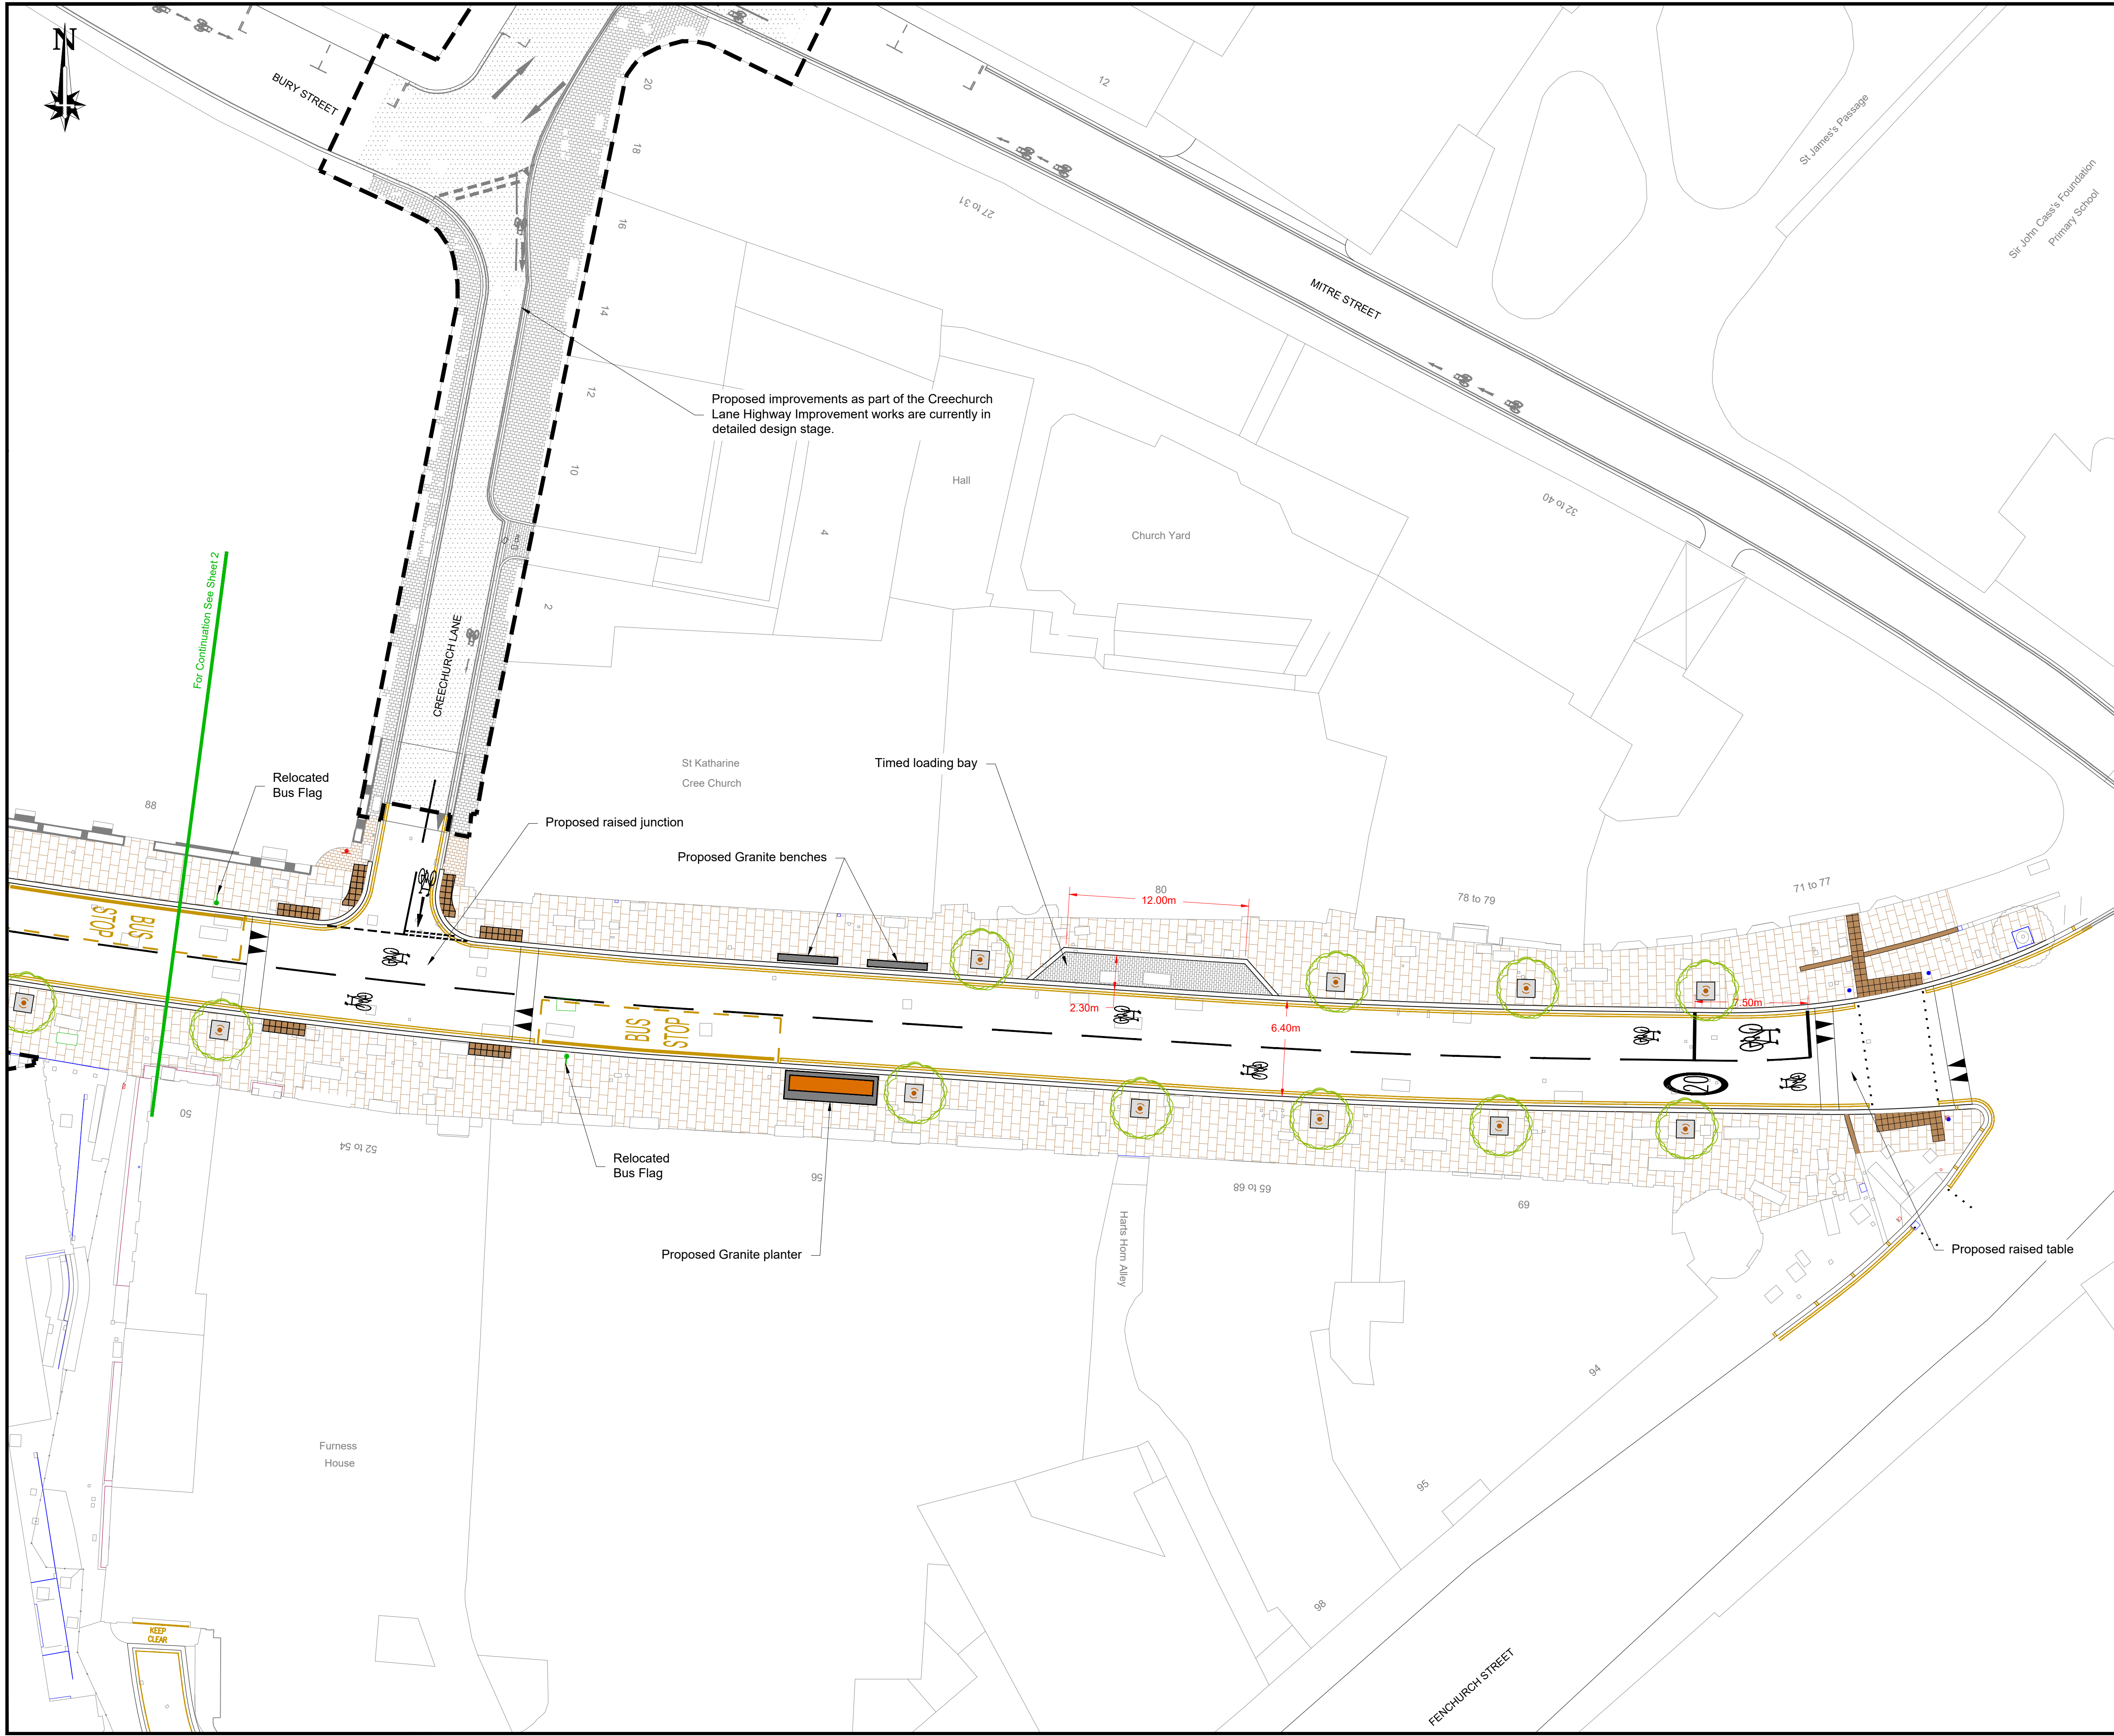 N
BURY STREET
20
18
16
14
12
10
2
4
12
27 to 31
St James's Passage
Sir John Cass's Foundation
Primary School
MITRE STREET
Proposed improvements as part of the Creechurch
Lane Highway Improvement works are currently in
detailed design stage.
Hall
Church Yard
32 to 40
For Continuation See Sheet 2
CREECHURCH LANE
St Katharine
Cree Church
Timed loading bay
Relocated
Bus Flag
88
Proposed raised junction
Proposed Granite benches
80
12.00m
78 to 79
71 to 77
BUS
STOP
2.30m
6.40m
7.50m
BUS
STOP
20
50
52 to 54
Relocated
Bus Flag
56
Proposed Granite planter
Harts Horn Alley
65 to 68
69
Proposed raised table
94
95
98
Furness
House
KEEP
CLEAR
FENCHURCH STREET